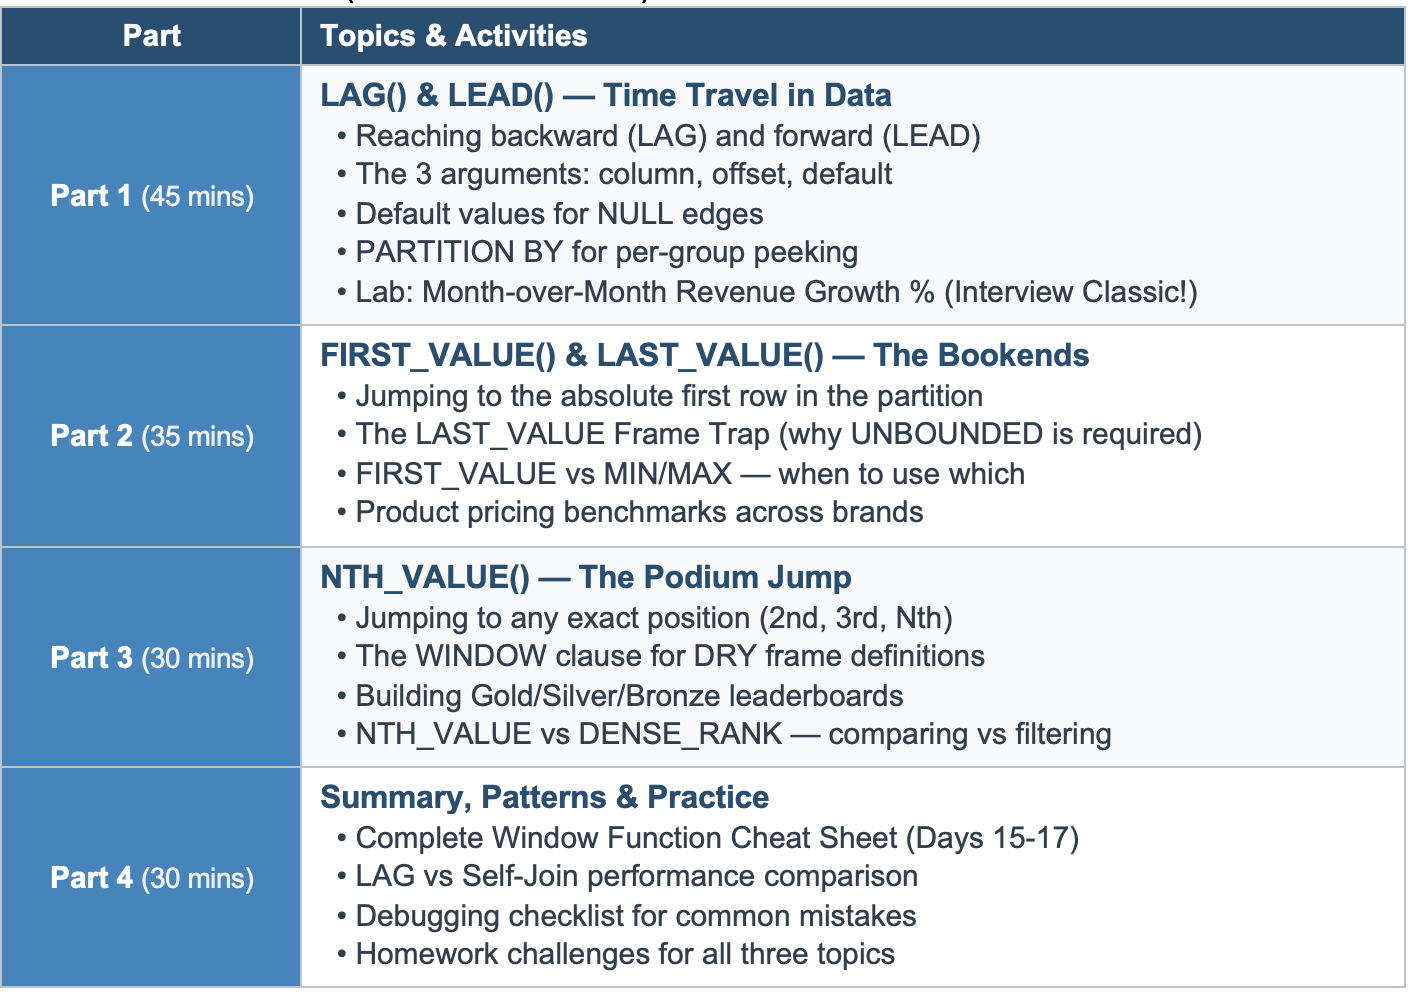 Part
Topics & Activities
Part 1 (45 mins)
LAG() & LEAD() — Time Travel in Data
• Reaching backward (LAG) and forward (LEAD)
• The 3 arguments: column, offset, default
• Default values for NULL edges
• PARTITION BY for per-group peeking
• Lab: Month-over-Month Revenue Growth % (Interview Classic!)
Part 2 (35 mins)
FIRST_VALUE() & LAST_VALUE() — The Bookends
• Jumping to the absolute first row in the partition
• The LAST_VALUE Frame Trap (why UNBOUNDED is required)
• FIRST_VALUE vs MIN/MAX — when to use which
• Product pricing benchmarks across brands
Part 3 (30 mins)
NTH_VALUE() — The Podium Jump
• Jumping to any exact position (2nd, 3rd, Nth)
• The WINDOW clause for DRY frame definitions
• Building Gold/Silver/Bronze leaderboards
• NTH_VALUE vs DENSE_RANK — comparing vs filtering
Part 4 (30 mins)
Summary, Patterns & Practice
• Complete Window Function Cheat Sheet (Days 15-17)
• LAG vs Self-Join performance comparison
• Debugging checklist for common mistakes
• Homework challenges for all three topics